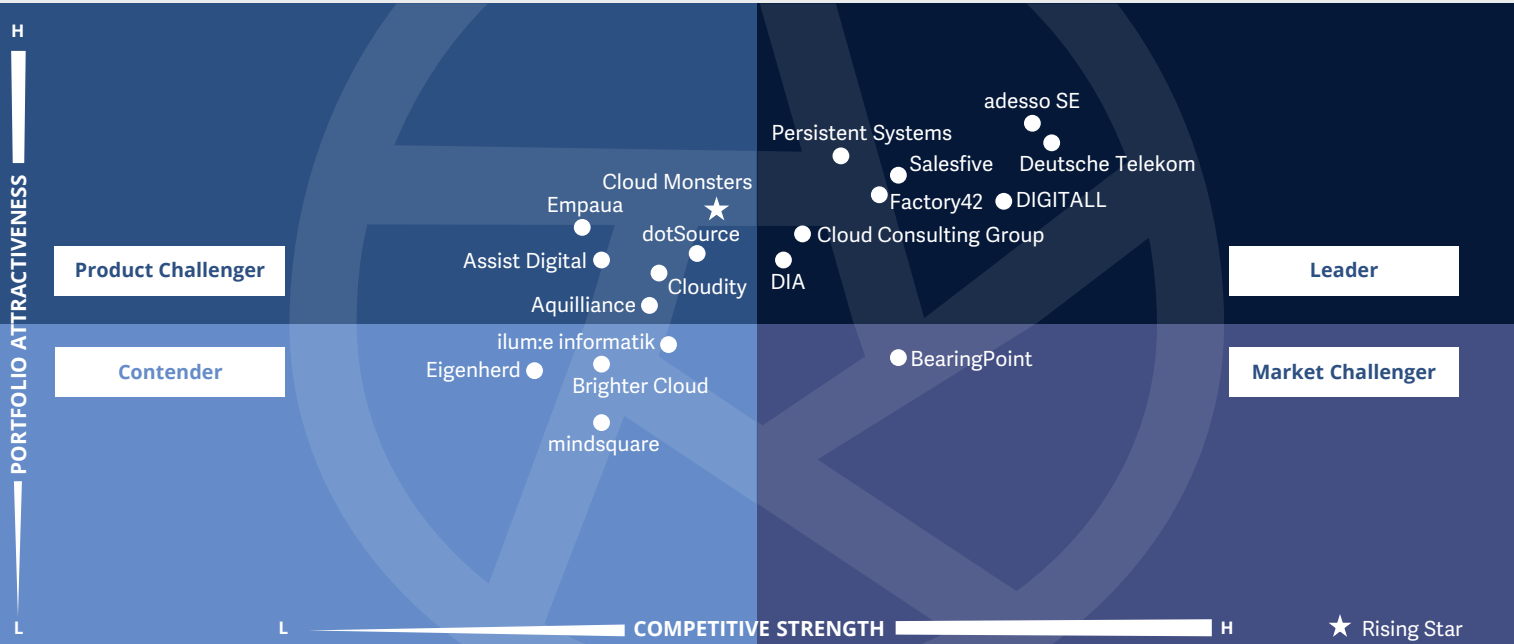 H
PORTFOLIO ATTRACTIVENESS
L
Product Challenger
Contender
Leader
Market Challenger
adesso SE
Persistent Systems
Salesfive
Deutsche Telekom
Factory42
DIGITALL
Cloud Consulting Group
DIA
Cloud Monsters
Empaua
dotSource
Assist Digital
Cloudity
Aquilliance
ilum:e informatik
Eigenherd
Brighter Cloud
mindsquare
BearingPoint
L
COMPETITIVE STRENGTH
H
Rising Star